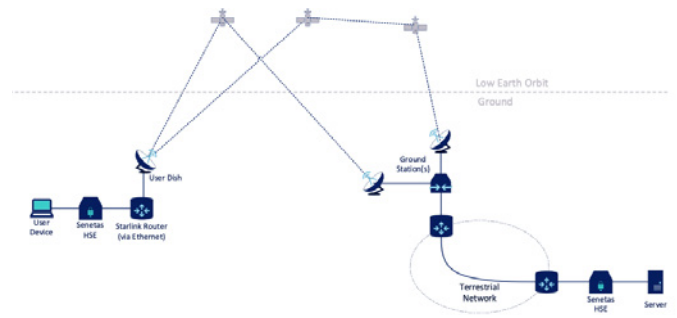 Low Earth Orbit
Ground
Ground
Station(s)
User Dish
User
Device
Senetas
HSE
Starlink Router
(via Ethernet)
Terrestrial
Network
Senetas
HSE
Server